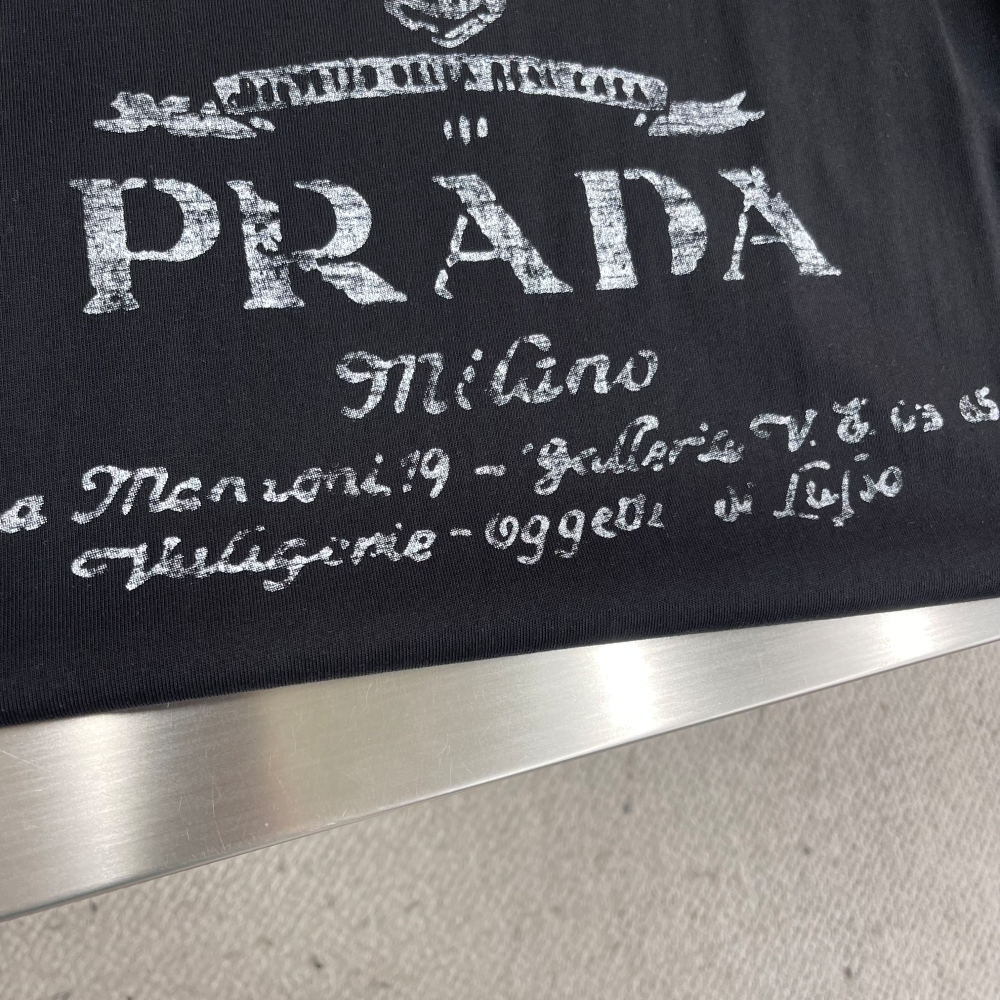 PRADA
Milano
a Manzoni 19 - Galleria V. E.
Valigerie - Oggetti di Lusso